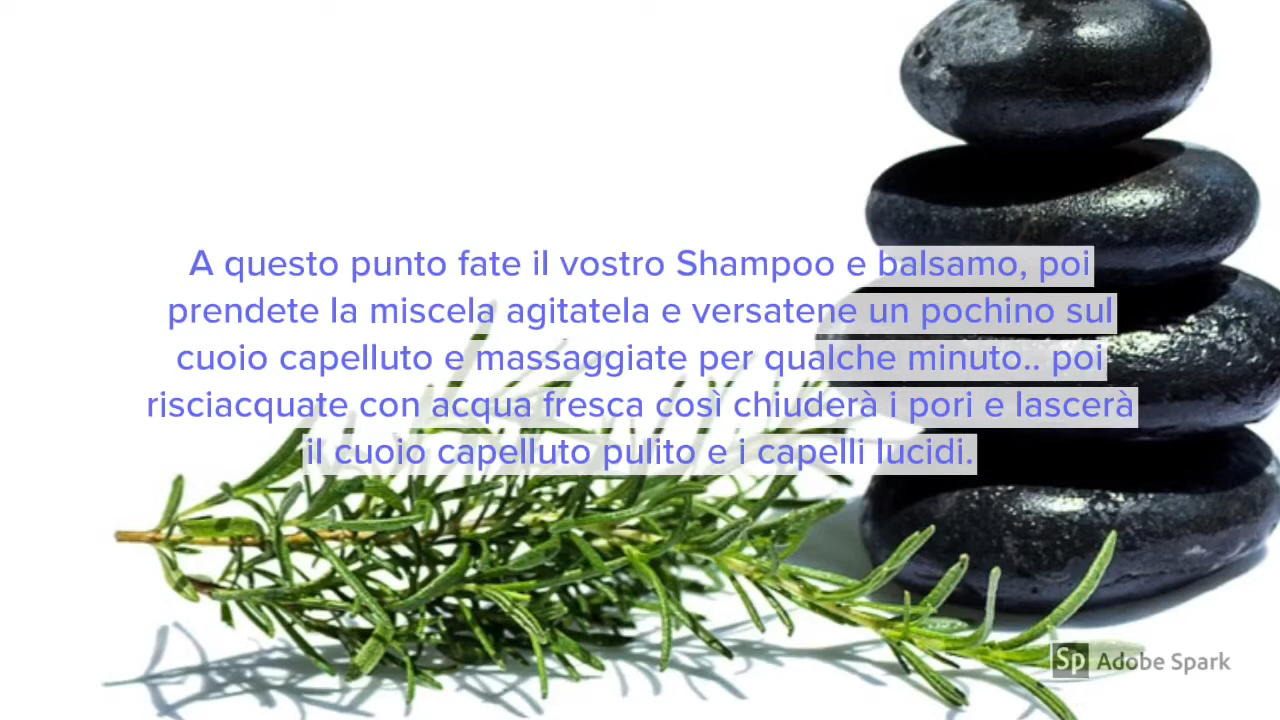 A questo punto fate il vostro Shampoo e balsamo, poi
prendete la miscela agitatela e versatene un pochino sul
cuoio capelluto e massaggiate per qualche minuto.. poi
risciacquate con acqua fresca così chiuderà i pori e lascerà
il cuoio capelluto pulito e i capelli lucidi.
Sp Adobe Spark